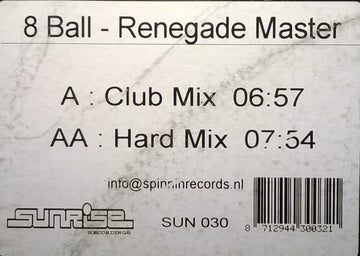 8 Ball - Renegade Master
A : Club Mix 06:57
AA : Hard Mix 07:54
info@spinninrecords.nl
SUNRISE
RECORDINGS
SUN 030
8 712944 300321